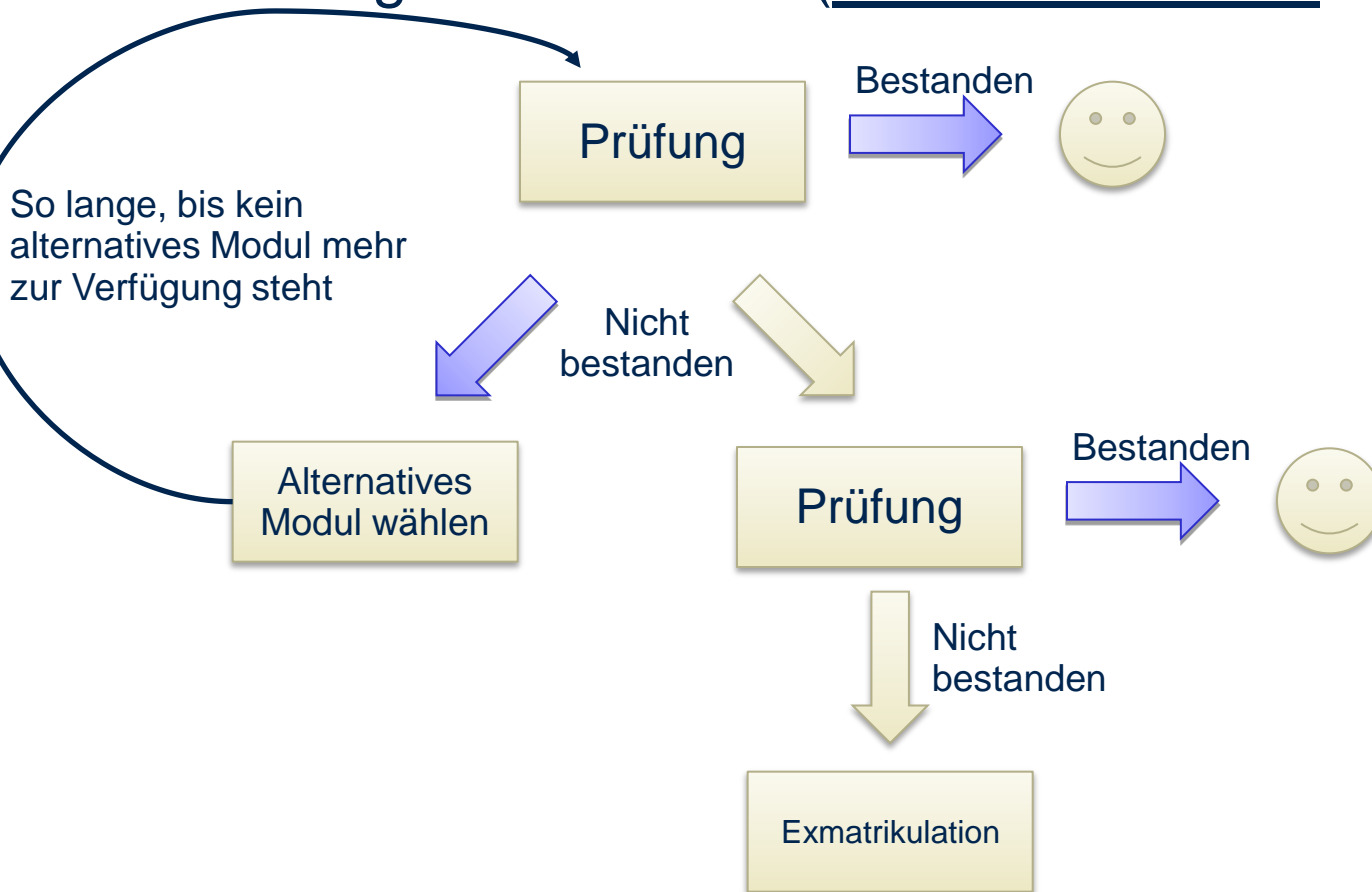 Prüfung
Bestanden
So lange, bis kein
alternatives Modul mehr
zur Verfügung steht
Nicht
bestanden
Alternatives
Modul wählen
Prüfung
Bestanden
Nicht
bestanden
Exmatrikulation